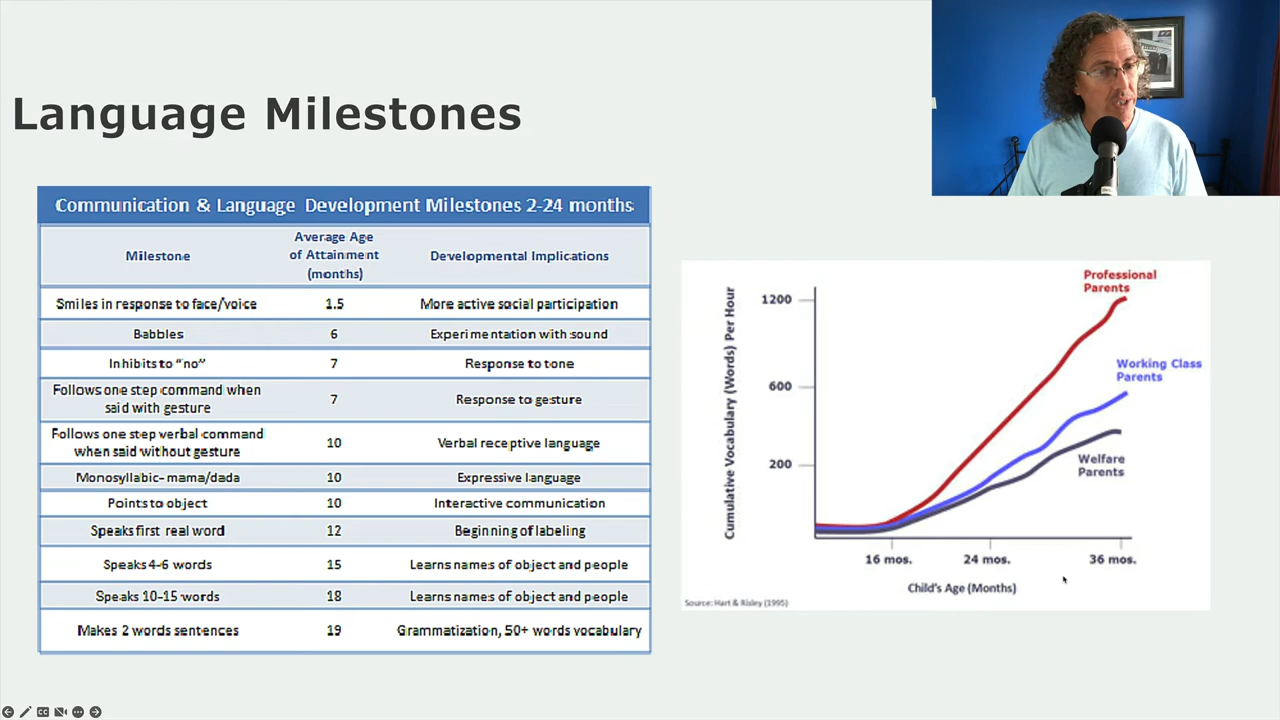 Language Milestones
Communication & Language Development Milestones 2-24 months
Milestone
Average Age
of Attainment
(months)
Developmental Implications
Smiles in response to face/voice 1.5 More active social participation
Babbles 6 Experimentation with sound
Inhibits to "no" 7 Response to tone
Follows one step command when
said with gesture
7 Response to gesture
Follows one step verbal command
when said without gesture
10 Verbal receptive language
Monosyllabic- mama/dada 10 Expressive language
Points to object 10 Interactive communication
Speaks first real word 12 Beginning of labeling
Speaks 4-6 words 15 Learns names of object and people
Speaks 10-15 words 18 Learns names of object and people
Makes 2 words sentences 19 Grammatization, 50+ words vocabulary
Cumulative Vocabulary (Words) Per Hour
1200
600
200
Professional
Parents
Working Class
Parents
Welfare
Parents
16 mos. 24 mos. 36 mos.
Child's Age (Months)
Source: Hart & Risley (1995)
CC